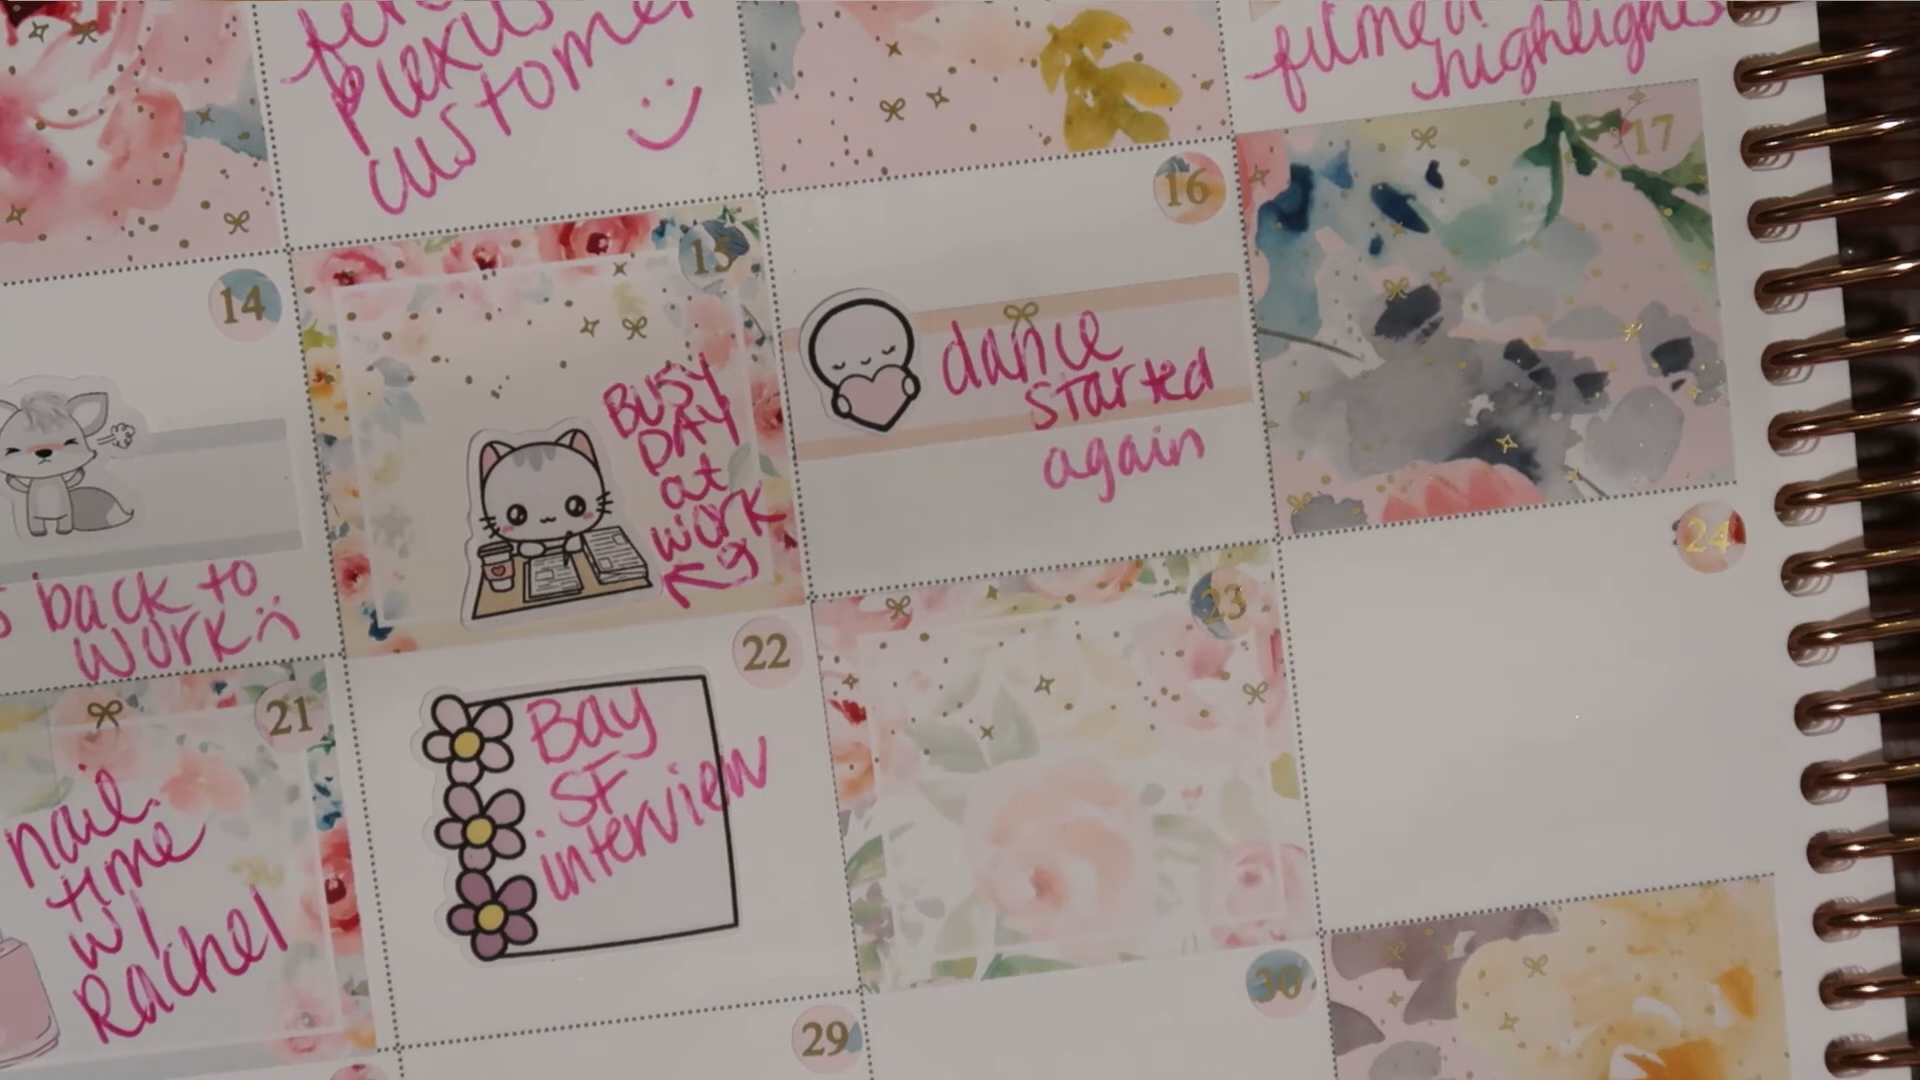 plexus
customer
filmed
highlights
14
s back to
work
15
BUSY
DAY
at
work
16
dance
started
again
17
21
nail
time
w/
Rachel
22
Bay
SF
interview
23
24
29
30